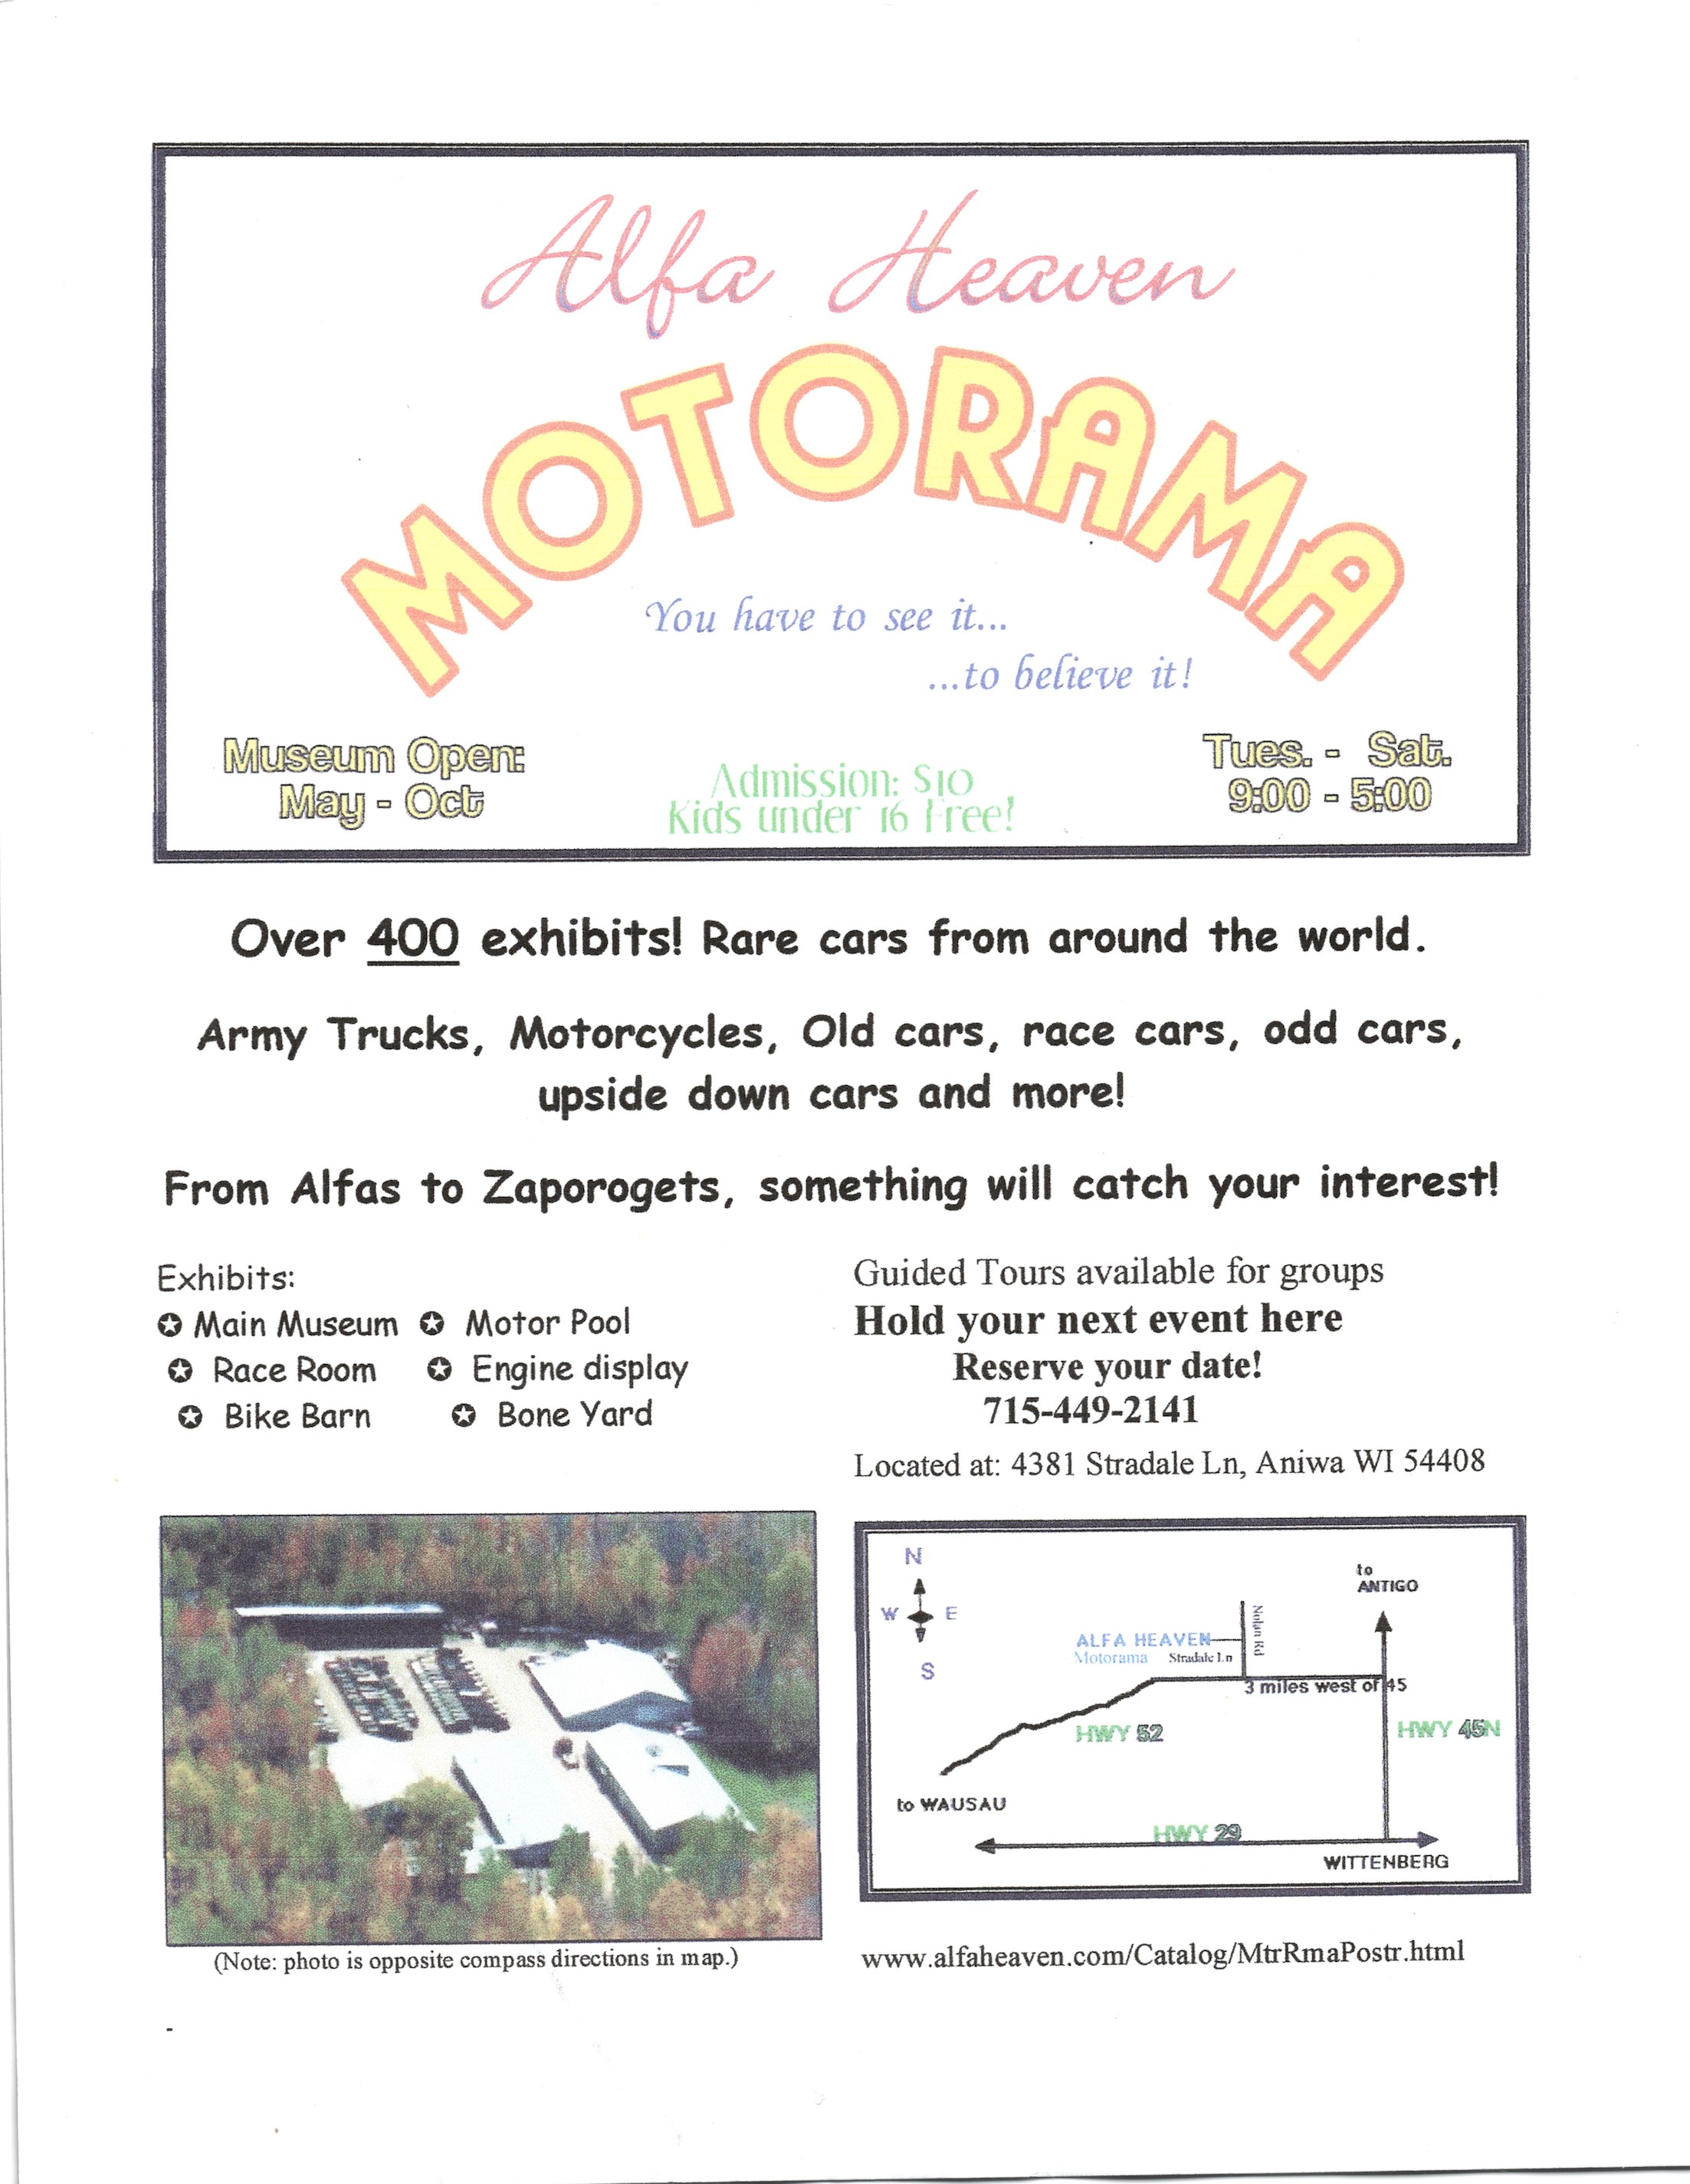 Alfa Heaven
MOTORAMA
You have to see it...
...to believe it!
Museum Open:
May - Oct
Admission: $10
Kids under 16 Free!
Tues. - Sat.
9:00 - 5:00
Over 400 exhibits! Rare cars from around the world.
Army Trucks, Motorcycles, Old cars, race cars, odd cars,
upside down cars and more!
From Alfas to Zaporogets, something will catch your interest!
Exhibits:
✪ Main Museum ✪ Motor Pool
✪ Race Room ✪ Engine display
✪ Bike Barn ✪ Bone Yard
Guided Tours available for groups
Hold your next event here
Reserve your date!
715-449-2141
Located at: 4381 Stradale Ln, Aniwa WI 54408
N
W E
S
to
ANTIGO
Nolan Rd
ALFA HEAVEN
Motorama Stradale Ln
3 miles west of 45
HWY 52
HWY 45N
to WAUSAU
HWY 29
WITTENBERG
(Note: photo is opposite compass directions in map.)
www.alfaheaven.com/Catalog/MtrRmaPostr.html